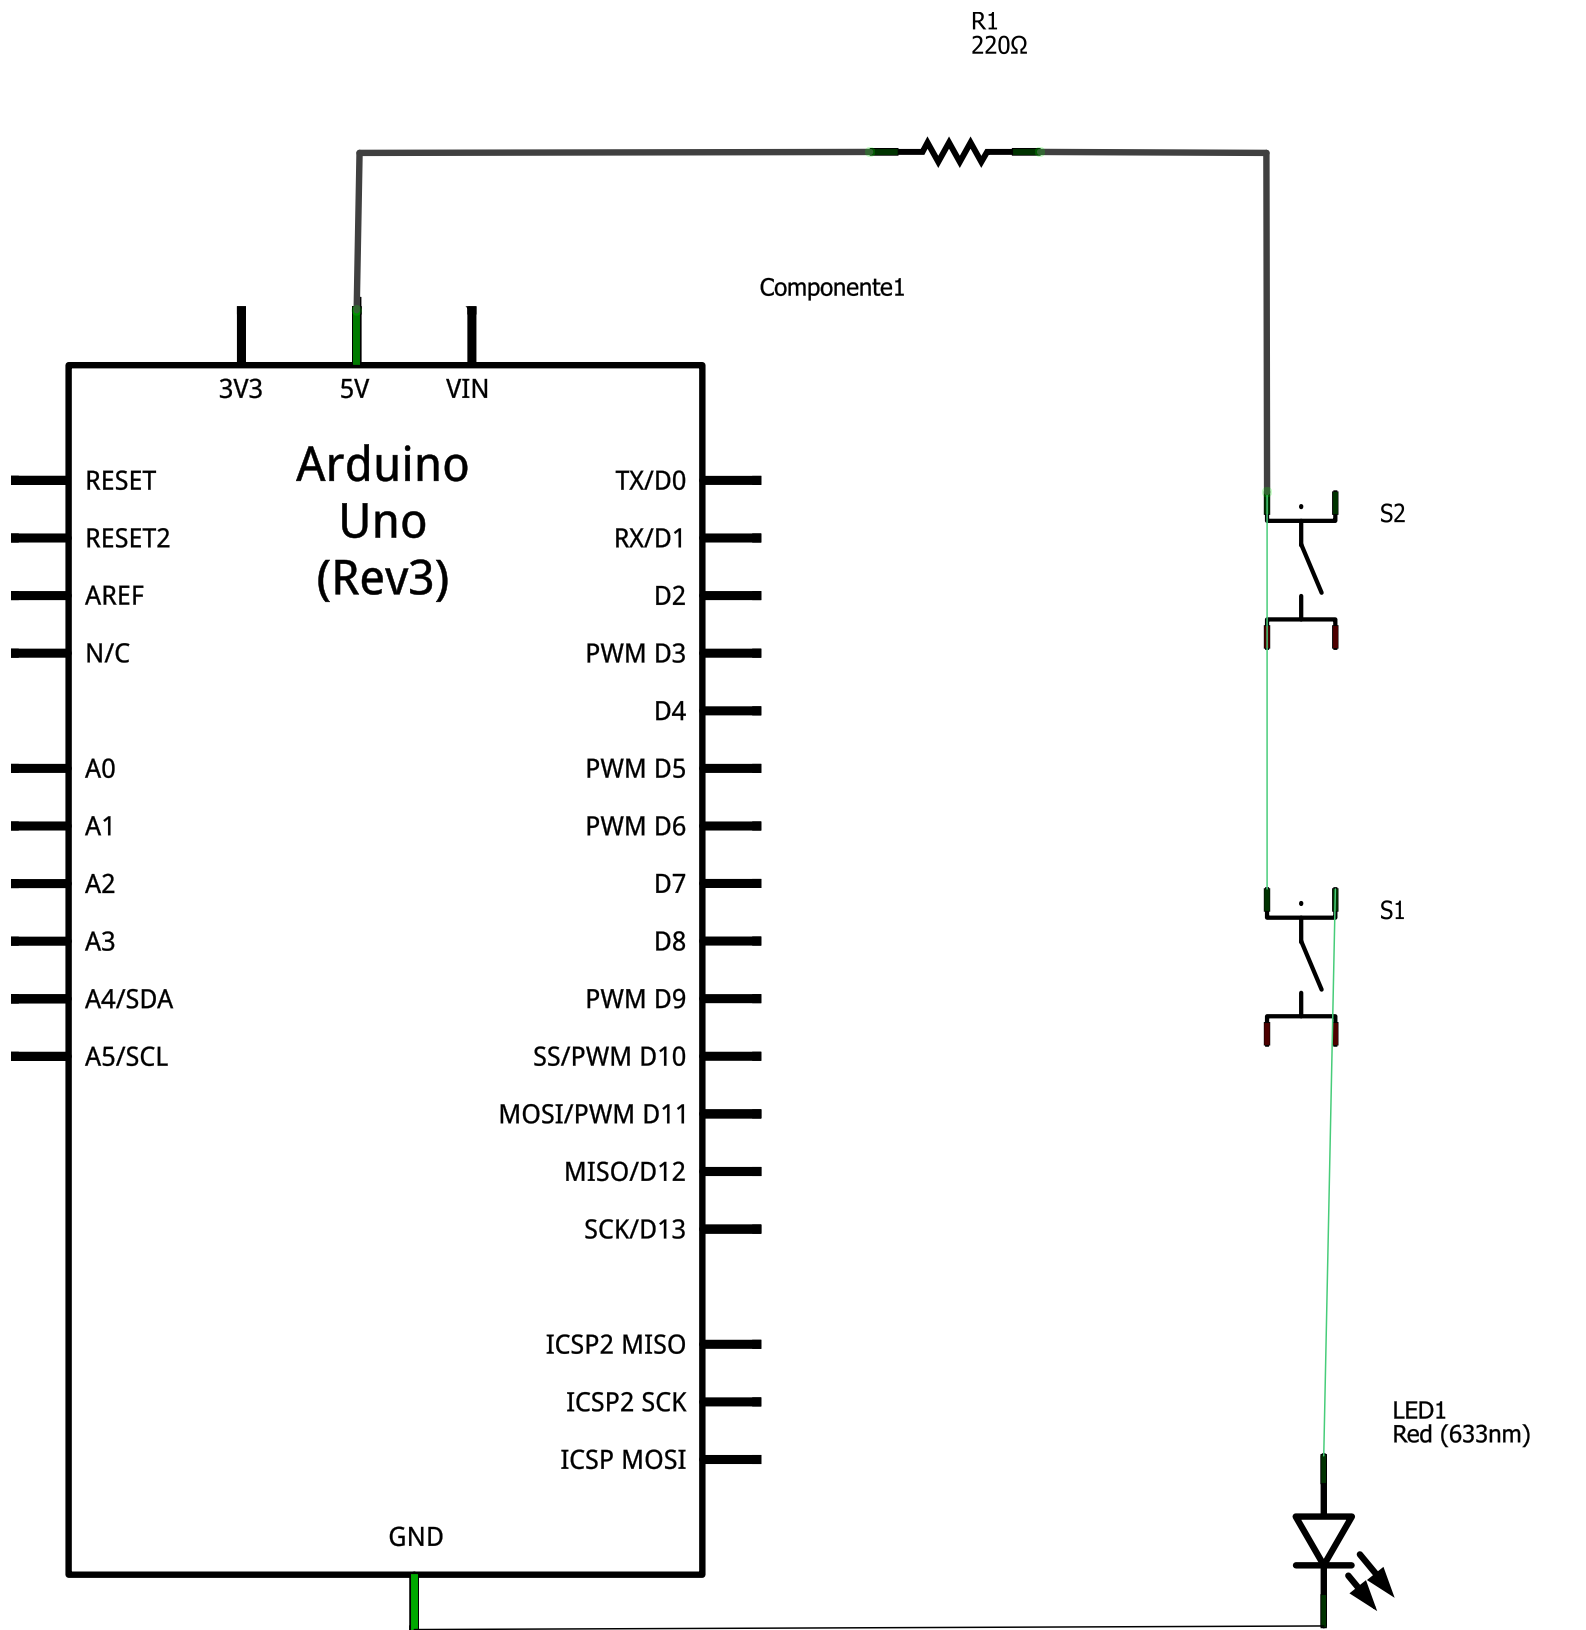 R1
220Ω
Componente1
3V3 5V VIN
Arduino
Uno
(Rev3)
RESET TX/D0
RESET2 RX/D1
AREF D2
N/C PWM D3
D4
A0 PWM D5
A1 PWM D6
A2 D7
A3 D8
A4/SDA PWM D9
A5/SCL SS/PWM D10
MOSI/PWM D11
MISO/D12
SCK/D13
ICSP2 MISO
ICSP2 SCK
ICSP MOSI
GND
S2
S1
LED1
Red (633nm)